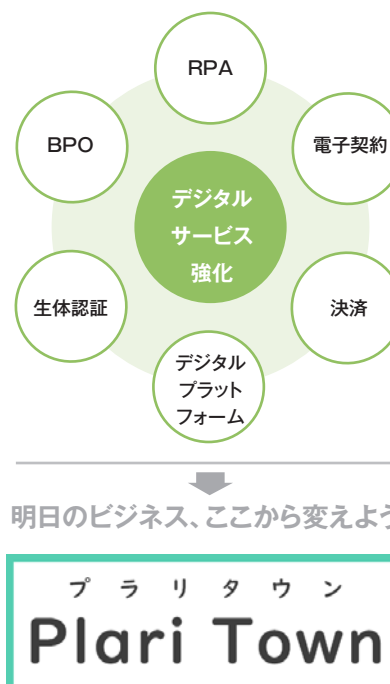 RPA
BPO
電子契約
デジタル
サービス
強化
生体認証
決済
デジタル
プラット
フォーム
明日のビジネス、ここから変えよう
プラリタウン
Plari Town